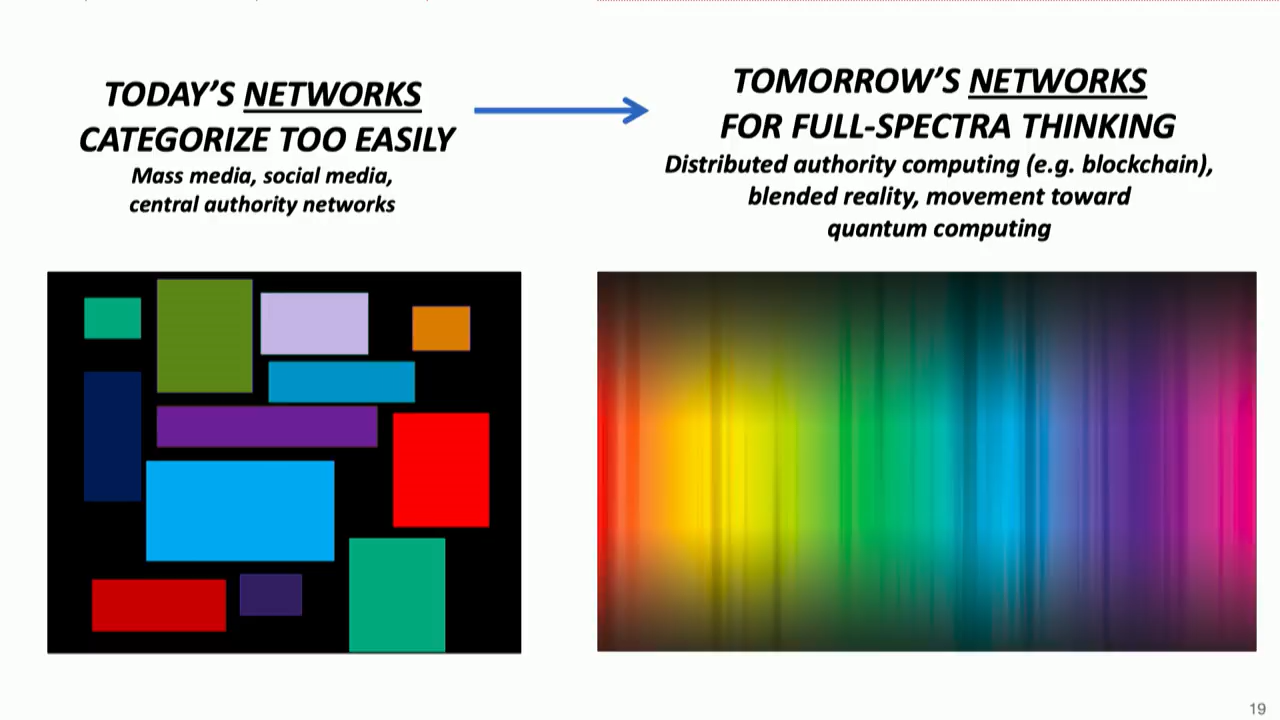 TODAY’S NETWORKS
CATEGORIZE TOO EASILY
Mass media, social media,
central authority networks
TOMORROW’S NETWORKS
FOR FULL-SPECTRA THINKING
Distributed authority computing (e.g. blockchain),
blended reality, movement toward
quantum computing
19